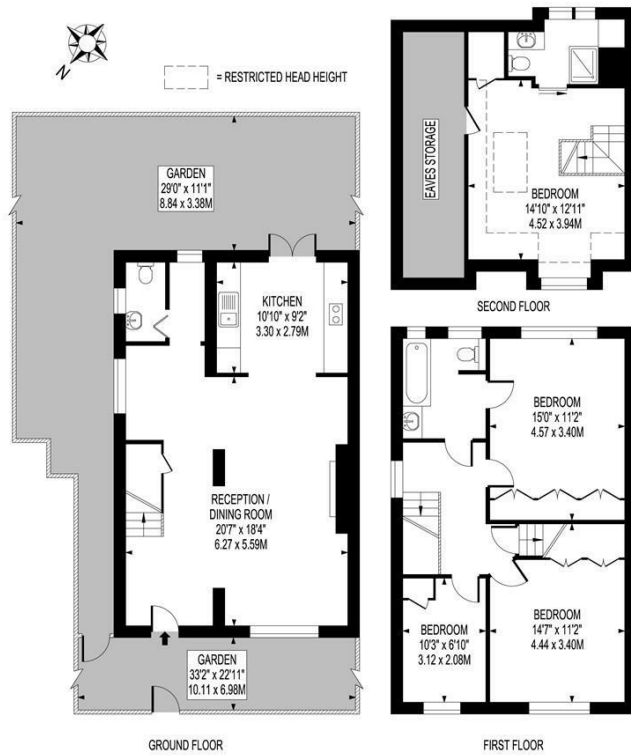 N
= RESTRICTED HEAD HEIGHT
GARDEN
29'0" x 11'1"
8.84 x 3.38M
KITCHEN
10'10" x 9'2"
3.30 x 2.79M
RECEPTION /
DINING ROOM
20'7" x 18'4"
6.27 x 5.59M
GARDEN
33'2" x 22'11"
10.11 x 6.98M
GROUND FLOOR
EAVES STORAGE
BEDROOM
14'10" x 12'11"
4.52 x 3.94M
SECOND FLOOR
BEDROOM
15'0" x 11'2"
4.57 x 3.40M
BEDROOM
10'3" x 6'10"
3.12 x 2.08M
BEDROOM
14'7" x 11'2"
4.44 x 3.40M
FIRST FLOOR